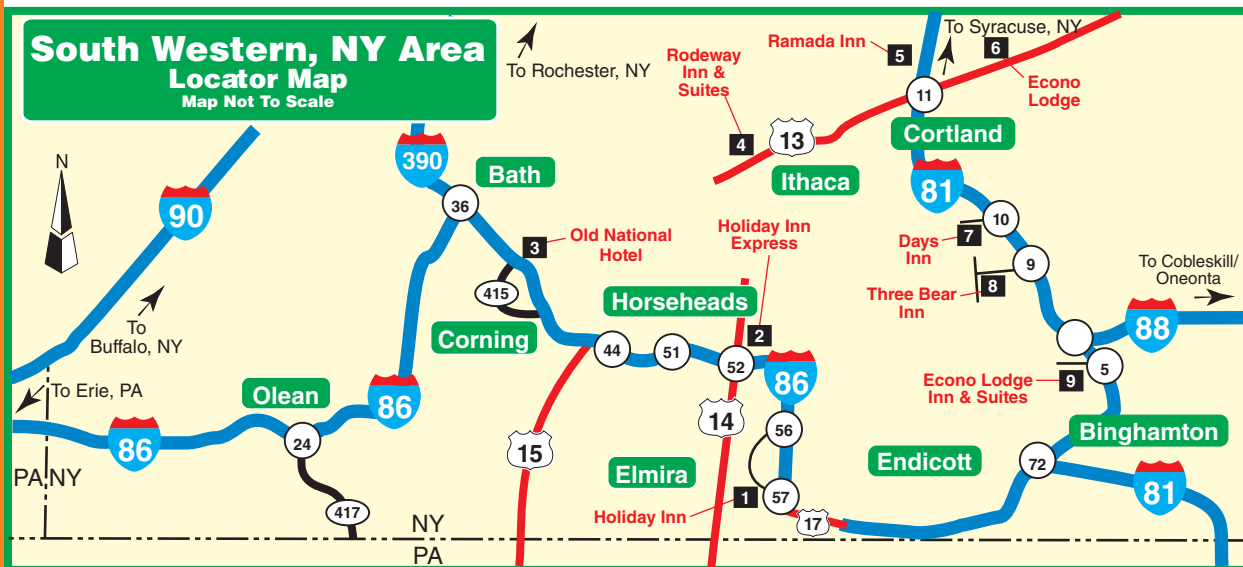 South Western, NY Area
Locator Map
Map Not To Scale
To Rochester, NY
Rodeway
Inn &
Suites
4
13
Ithaca
Ramada Inn
5
To Syracuse, NY
6
Econo
Lodge
11
Cortland
81
N
90
To
Buffalo, NY
390
Bath
36
3
Old National
Hotel
415
Corning
Holiday Inn
Express
Horseheads
2
10
7
Days
Inn
9
8
Three Bear
Inn
To Cobleskill/
Oneonta
88
44
51
52
86
5
9
Econo Lodge
Inn & Suites
To Erie, PA
Olean
86
86
24
417
PA
NY
15
14
Elmira
56
57
1
Holiday Inn
17
Endicott
72
Binghamton
81
NY
PA